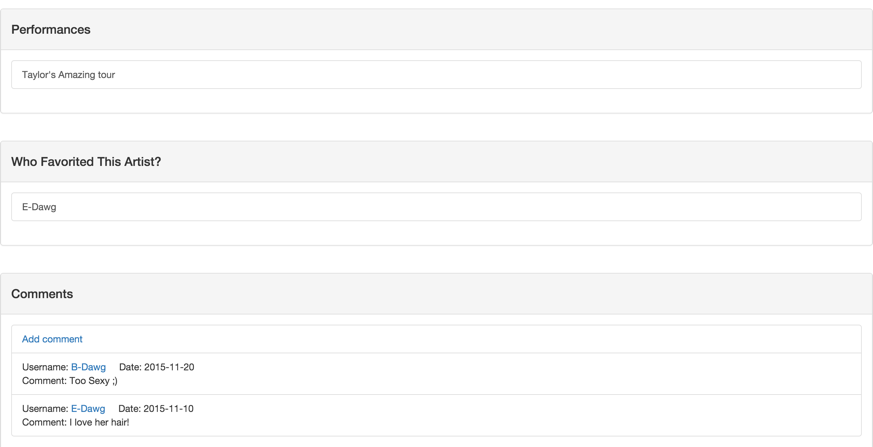 Performances
Taylor's Amazing tour
Who Favorited This Artist?
E-Dawg
Comments
Add comment
Username: B-Dawg Date: 2015-11-20
Comment: Too Sexy ;)
Username: E-Dawg Date: 2015-11-10
Comment: I love her hair!